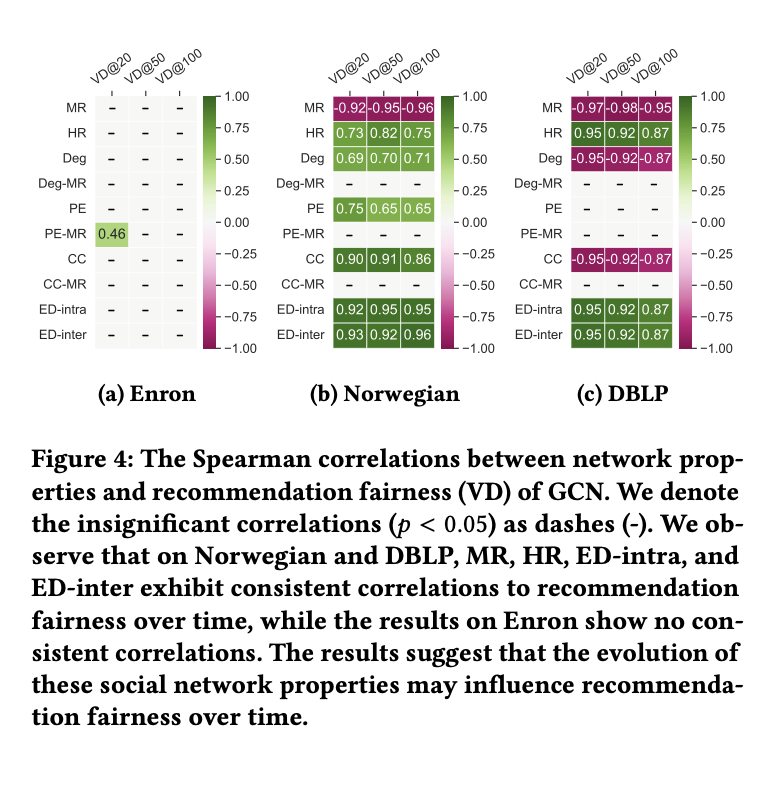 VD@20 VD@50 VD@100
MR – – –
HR – – –
Deg – – –
Deg-MR – – –
PE – – –
PE-MR 0.46 – –
CC – – –
CC-MR – – –
ED-intra – – –
ED-inter – – –
1.00
0.75
0.50
0.25
0.00
−0.25
−0.50
−0.75
−1.00
(a) Enron
VD@20 VD@50 VD@100
MR -0.92 -0.95 -0.96
HR 0.73 0.82 0.75
Deg 0.69 0.70 0.71
Deg-MR – – –
PE 0.75 0.65 0.65
PE-MR – – –
CC 0.90 0.91 0.86
CC-MR – – –
ED-intra 0.92 0.95 0.95
ED-inter 0.93 0.92 0.96
1.00
0.75
0.50
0.25
0.00
−0.25
−0.50
−0.75
−1.00
(b) Norwegian
VD@20 VD@50 VD@100
MR -0.97 -0.98 -0.95
HR 0.95 0.92 0.87
Deg -0.95 -0.92 -0.87
Deg-MR – – –
PE – – –
PE-MR – – –
CC -0.95 -0.92 -0.87
CC-MR – – –
ED-intra 0.95 0.92 0.87
ED-inter 0.95 0.92 0.87
1.00
0.75
0.50
0.25
0.00
−0.25
−0.50
−0.75
−1.00
(c) DBLP
Figure 4: The Spearman correlations between network prop-
erties and recommendation fairness (VD) of GCN. We denote
the insignificant correlations (p < 0.05) as dashes (-). We ob-
serve that on Norwegian and DBLP, MR, HR, ED-intra, and
ED-inter exhibit consistent correlations to recommendation
fairness over time, while the results on Enron show no con-
sistent correlations. The results suggest that the evolution of
these social network properties may influence recommenda-
tion fairness over time.